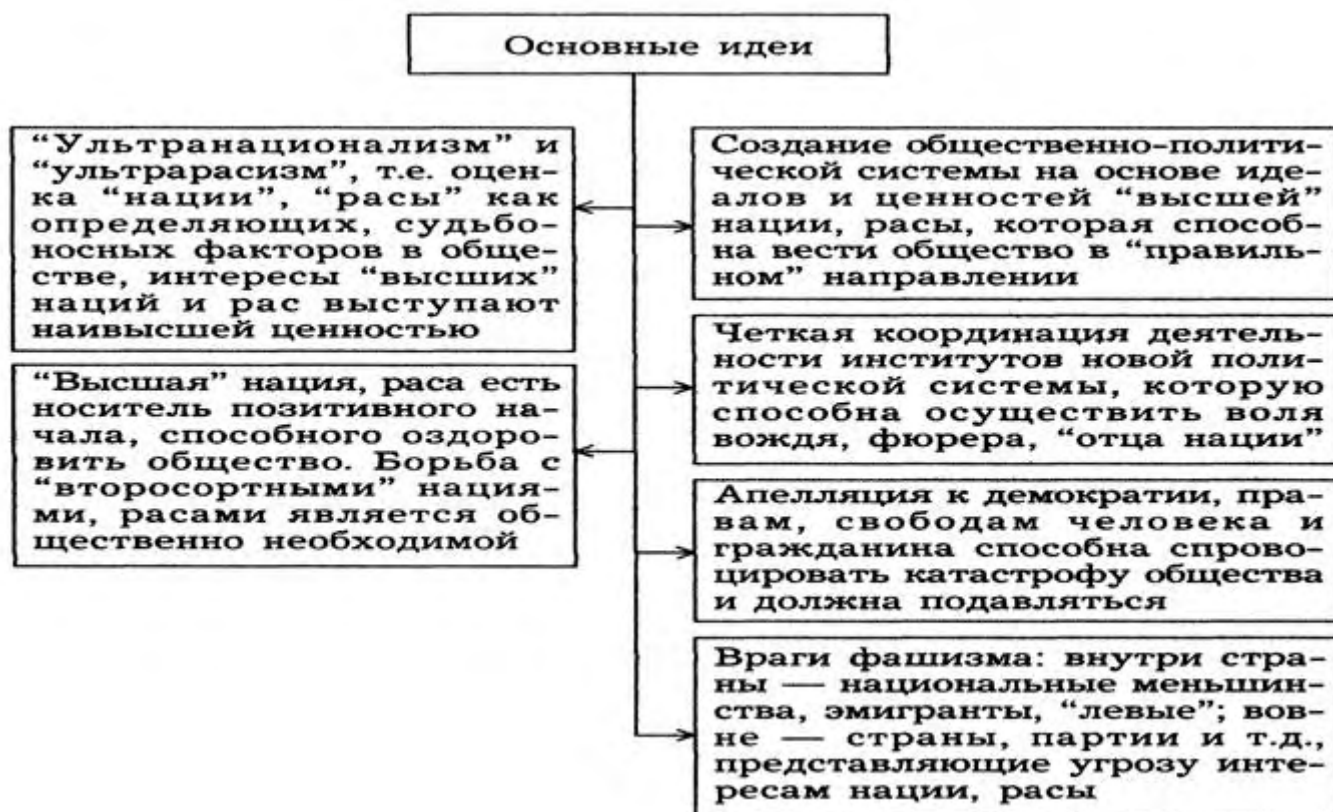 Основные идеи
“Ультранационализм” и
“ультрарасизм”, т.е. оцен-
ка “нации”, “расы” как
определяющих, судьбо-
носных факторов в обще-
стве, интересы “высших”
наций и рас выступают
наивысшей ценностью
“Высшая” нация, раса есть
носитель позитивного на-
чала, способного оздоро-
вить общество. Борьба с
“второсортными” нация-
ми, расами является об-
щественно необходимой
Создание общественно-полити-
ческой системы на основе иде-
алов и ценностей “высшей”
нации, расы, которая способ-
на вести общество в “правиль-
ном” направлении
Четкая координация деятель-
ности институтов новой поли-
тической системы, которую
способна осуществить воля
вождя, фюрера, “отца нации”
Апелляция к демократии, пра-
вам, свободам человека и
гражданина способна спрово-
цировать катастрофу общества
и должна подавляться
Враги фашизма: внутри стра-
ны — национальные меньшин-
ства, эмигранты, “левые”; вов-
не — страны, партии и т.д.,
представляющие угрозу инте-
ресам нации, расы